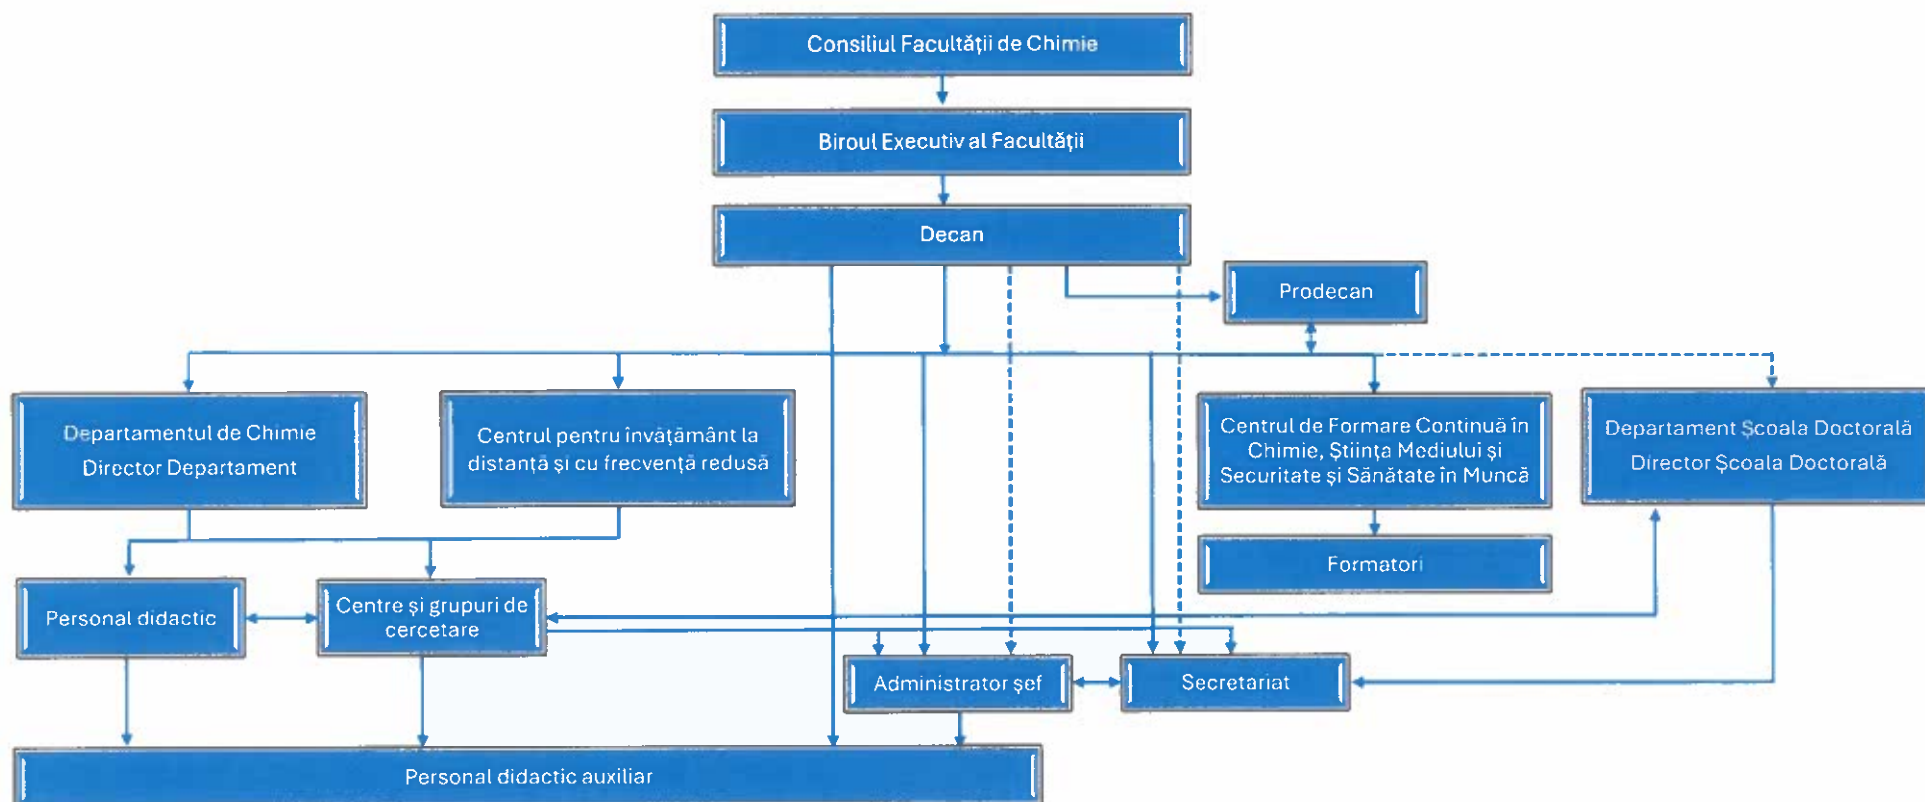 Consiliul Facultății de Chimie
Biroul Executiv al Facultății
Decan
Prodecan
Departamentul de Chimie
Director Departament
Centrul pentru învățământ la
distanță și cu frecvență redusă
Centrul de Formare Continuă în
Chimie, Știința Mediului și
Securitate și Sănătate în Muncă
Departament Școala Doctorală
Director Școala Doctorală
Formatori
Personal didactic
Centre și grupuri de
cercetare
Administrator șef
Secretariat
Personal didactic auxiliar